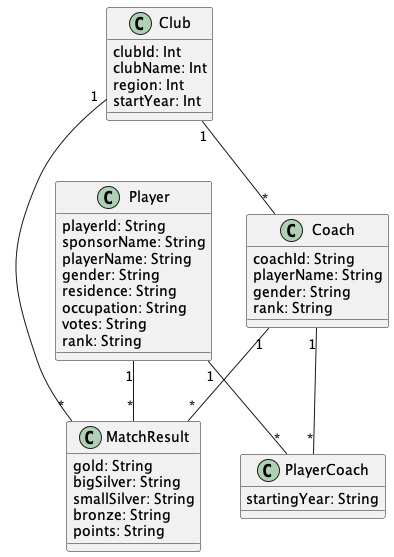 C Club
clubId: Int
clubName: Int
region: Int
startYear: Int
1
1
*
C Player
playerId: String
sponsorName: String
playerName: String
gender: String
residence: String
occupation: String
votes: String
rank: String
C Coach
coachId: String
playerName: String
gender: String
rank: String
1
1
1
1
*
*
*
*
*
C MatchResult
gold: String
bigSilver: String
smallSilver: String
bronze: String
points: String
C PlayerCoach
startingYear: String